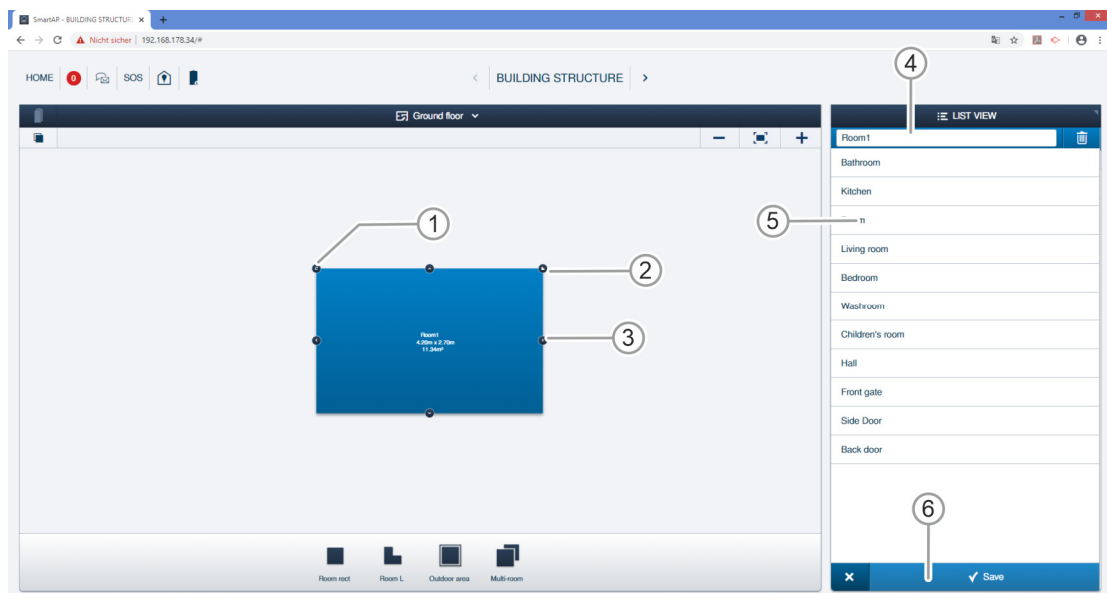 SmartAP - BUILDING STRUCTUR
Nicht sicher | 192.168.178.34/#
HOME 0 SOS
BUILDING STRUCTURE
4
Ground floor
LIST VIEW
Room1
Bathroom
Kitchen
1
5
Living room
2
Bedroom
Washroom
Room1
4.20m x 2.70m
11.34m²
3
Children's room
Hall
Front gate
Side Door
Back door
6
Room rect
Room L
Outdoor area
Multi-room
Save